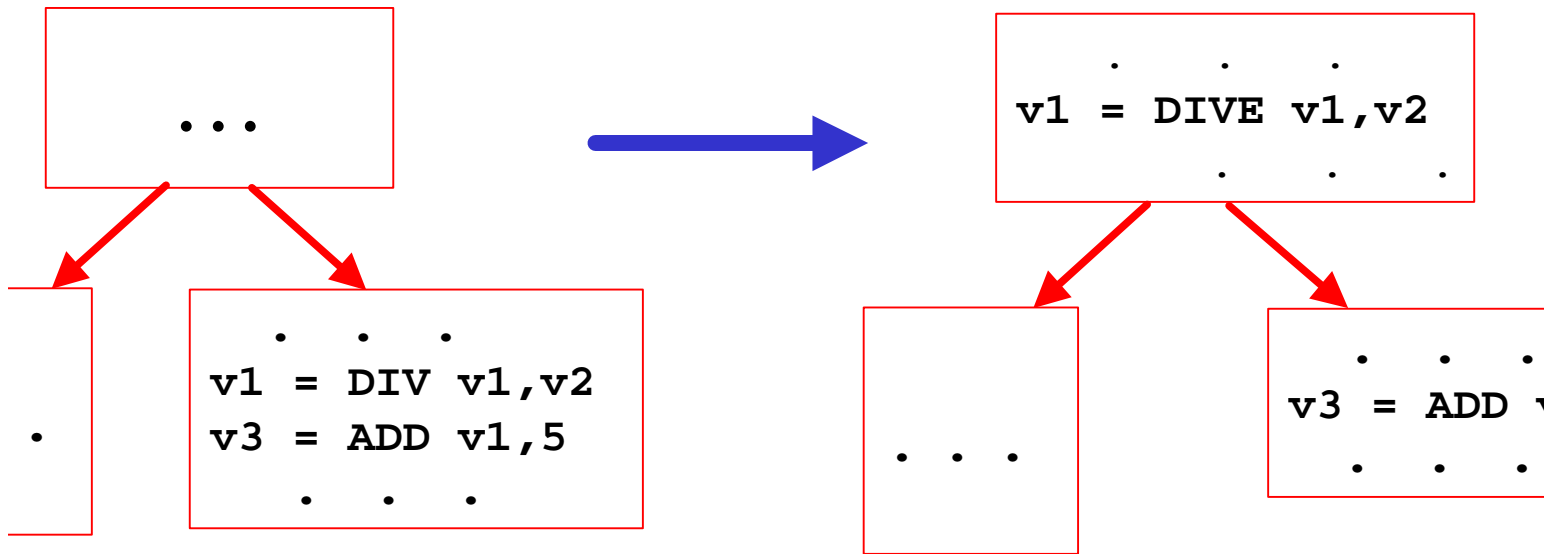 ...
. . .
v1 = DIVE v1,v2
. . .
.
. . .
v1 = DIV v1,v2
v3 = ADD v1,5
. . .
. . .
. . .
v3 = ADD
. . .